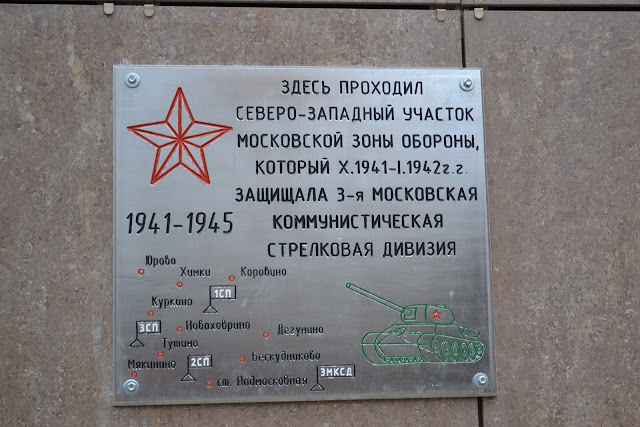 ЗДЕСЬ ПРОХОДИЛ
СЕВЕРО-ЗАПАДНЫЙ УЧАСТОК
МОСКОВСКОЙ ЗОНЫ ОБОРОНЫ,
КОТОРЫЙ X.1941-I.1942г.г.
ЗАЩИЩАЛА 3-я МОСКОВСКАЯ
КОММУНИСТИЧЕСКАЯ
СТРЕЛКОВАЯ ДИВИЗИЯ
1941-1945
Юрово
Химки
Коровино
1СП
Куркино
3СП
Новоховрино
Дегунино
Тушино
Бескудниково
2СП
Мякинино
ст. Подмосковная
3МКСД